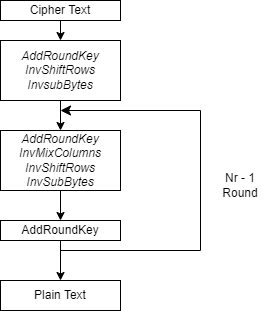 Cipher Text
AddRoundKey
InvShiftRows
InvsubBytes
AddRoundKey
InvMixColumns
InvShiftRows
InvSubBytes
Nr - 1
Round
AddRoundKey
Plain Text